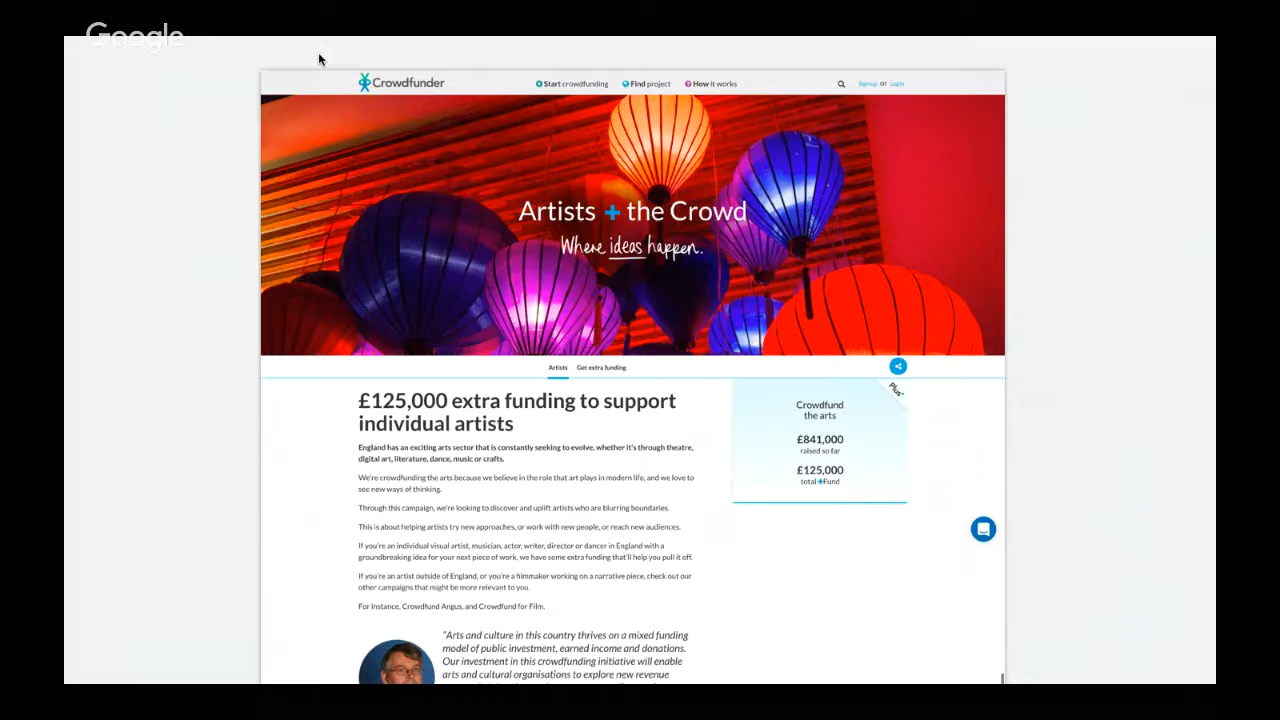 Google
Crowdfunder
Start crowdfunding
Find project
How it works
Signup or Login
Artists + the Crowd
Where ideas happen.
Artists
Get extra funding
£125,000 extra funding to support
individual artists
England has an exciting arts sector that is constantly seeking to evolve, whether it's through theatre,
digital art, literature, dance, music or crafts.
We're crowdfunding the arts because we believe in the role that art plays in modern life, and we love to
see new ways of thinking.
Through this campaign, we're looking to discover and uplift artists who are blurring boundaries.
This is about helping artists try new approaches, or work with new people, or reach new audiences.
If you're an individual visual artist, musician, actor, writer, director or dancer in England with a
groundbreaking idea for your next piece of work, we have some extra funding that'll help you pull it off.
If you're an artist outside of England, or you're a filmmaker working on a narrative piece, check out our
other campaigns that might be more relevant to you.
For instance, Crowdfund Angus, and Crowdfund for Film.
"Arts and culture in this country thrives on a mixed funding
model of public investment, earned income and donations.
Our investment in this crowdfunding initiative will enable
arts and cultural organisations to explore new revenue
Plus+
Crowdfund
the arts
£841,000
raised so far
£125,000
total +Fund